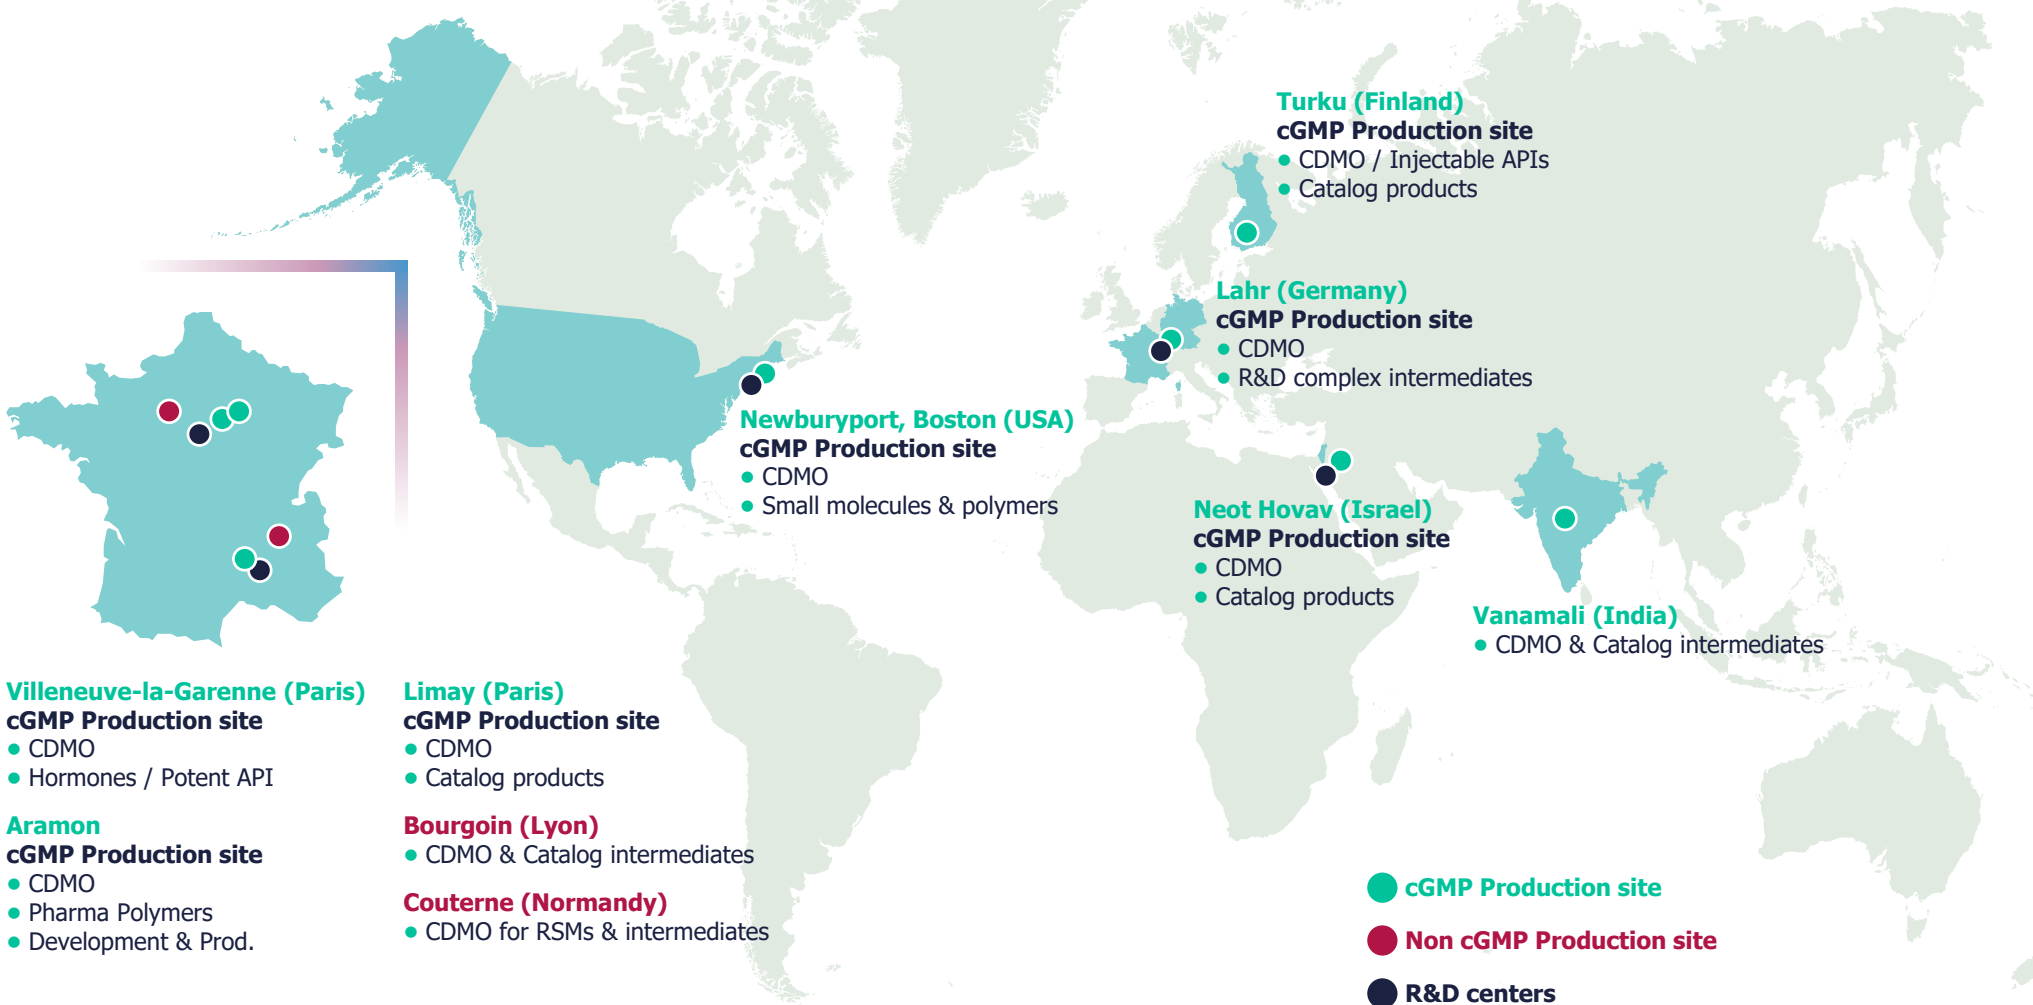 Turku (Finland)
cGMP Production site
• CDMO / Injectable APIs
• Catalog products
Lahr (Germany)
cGMP Production site
• CDMO
• R&D complex intermediates
Newburyport, Boston (USA)
cGMP Production site
• CDMO
• Small molecules & polymers
Neot Hovav (Israel)
cGMP Production site
• CDMO
• Catalog products
Vanamali (India)
• CDMO & Catalog intermediates
Villeneuve-la-Garenne (Paris)
cGMP Production site
• CDMO
• Hormones / Potent API
Aramon
cGMP Production site
• CDMO
• Pharma Polymers
• Development & Prod.
Limay (Paris)
cGMP Production site
• CDMO
• Catalog products
Bourgoin (Lyon)
• CDMO & Catalog intermediates
Couterne (Normandy)
• CDMO for RSMs & intermediates
cGMP Production site
Non cGMP Production site
R&D centers